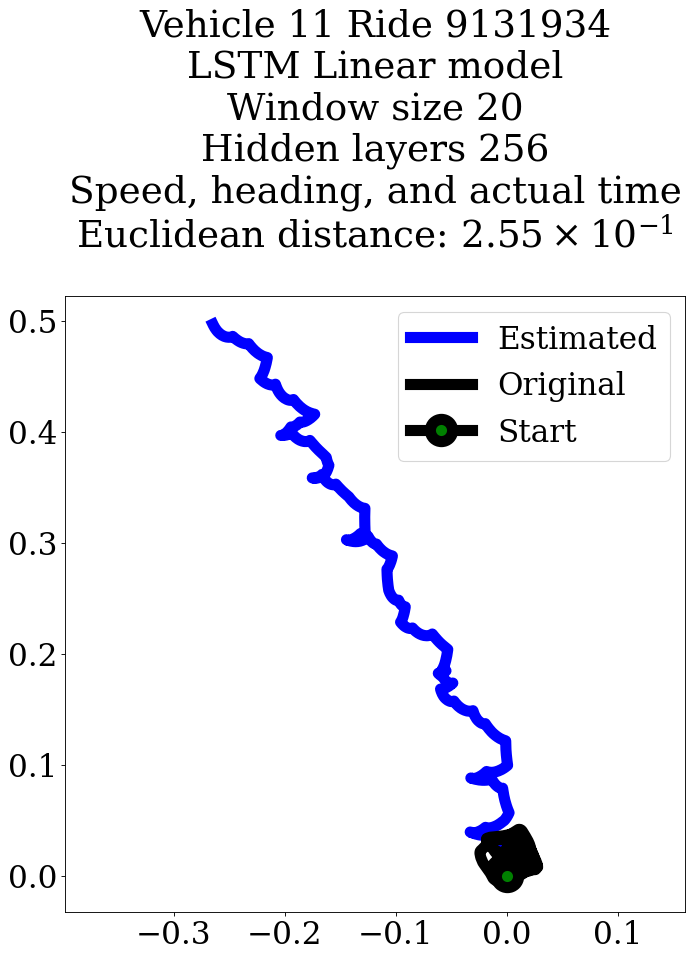 Vehicle 11 Ride 9131934
LSTM Linear model
Window size 20
Hidden layers 256
Speed, heading, and actual time
Euclidean distance: 2.55 × 10⁻¹
Estimated
Original
Start
0.5
0.4
0.3
0.2
0.1
0.0
−0.3 −0.2 −0.1 0.0 0.1